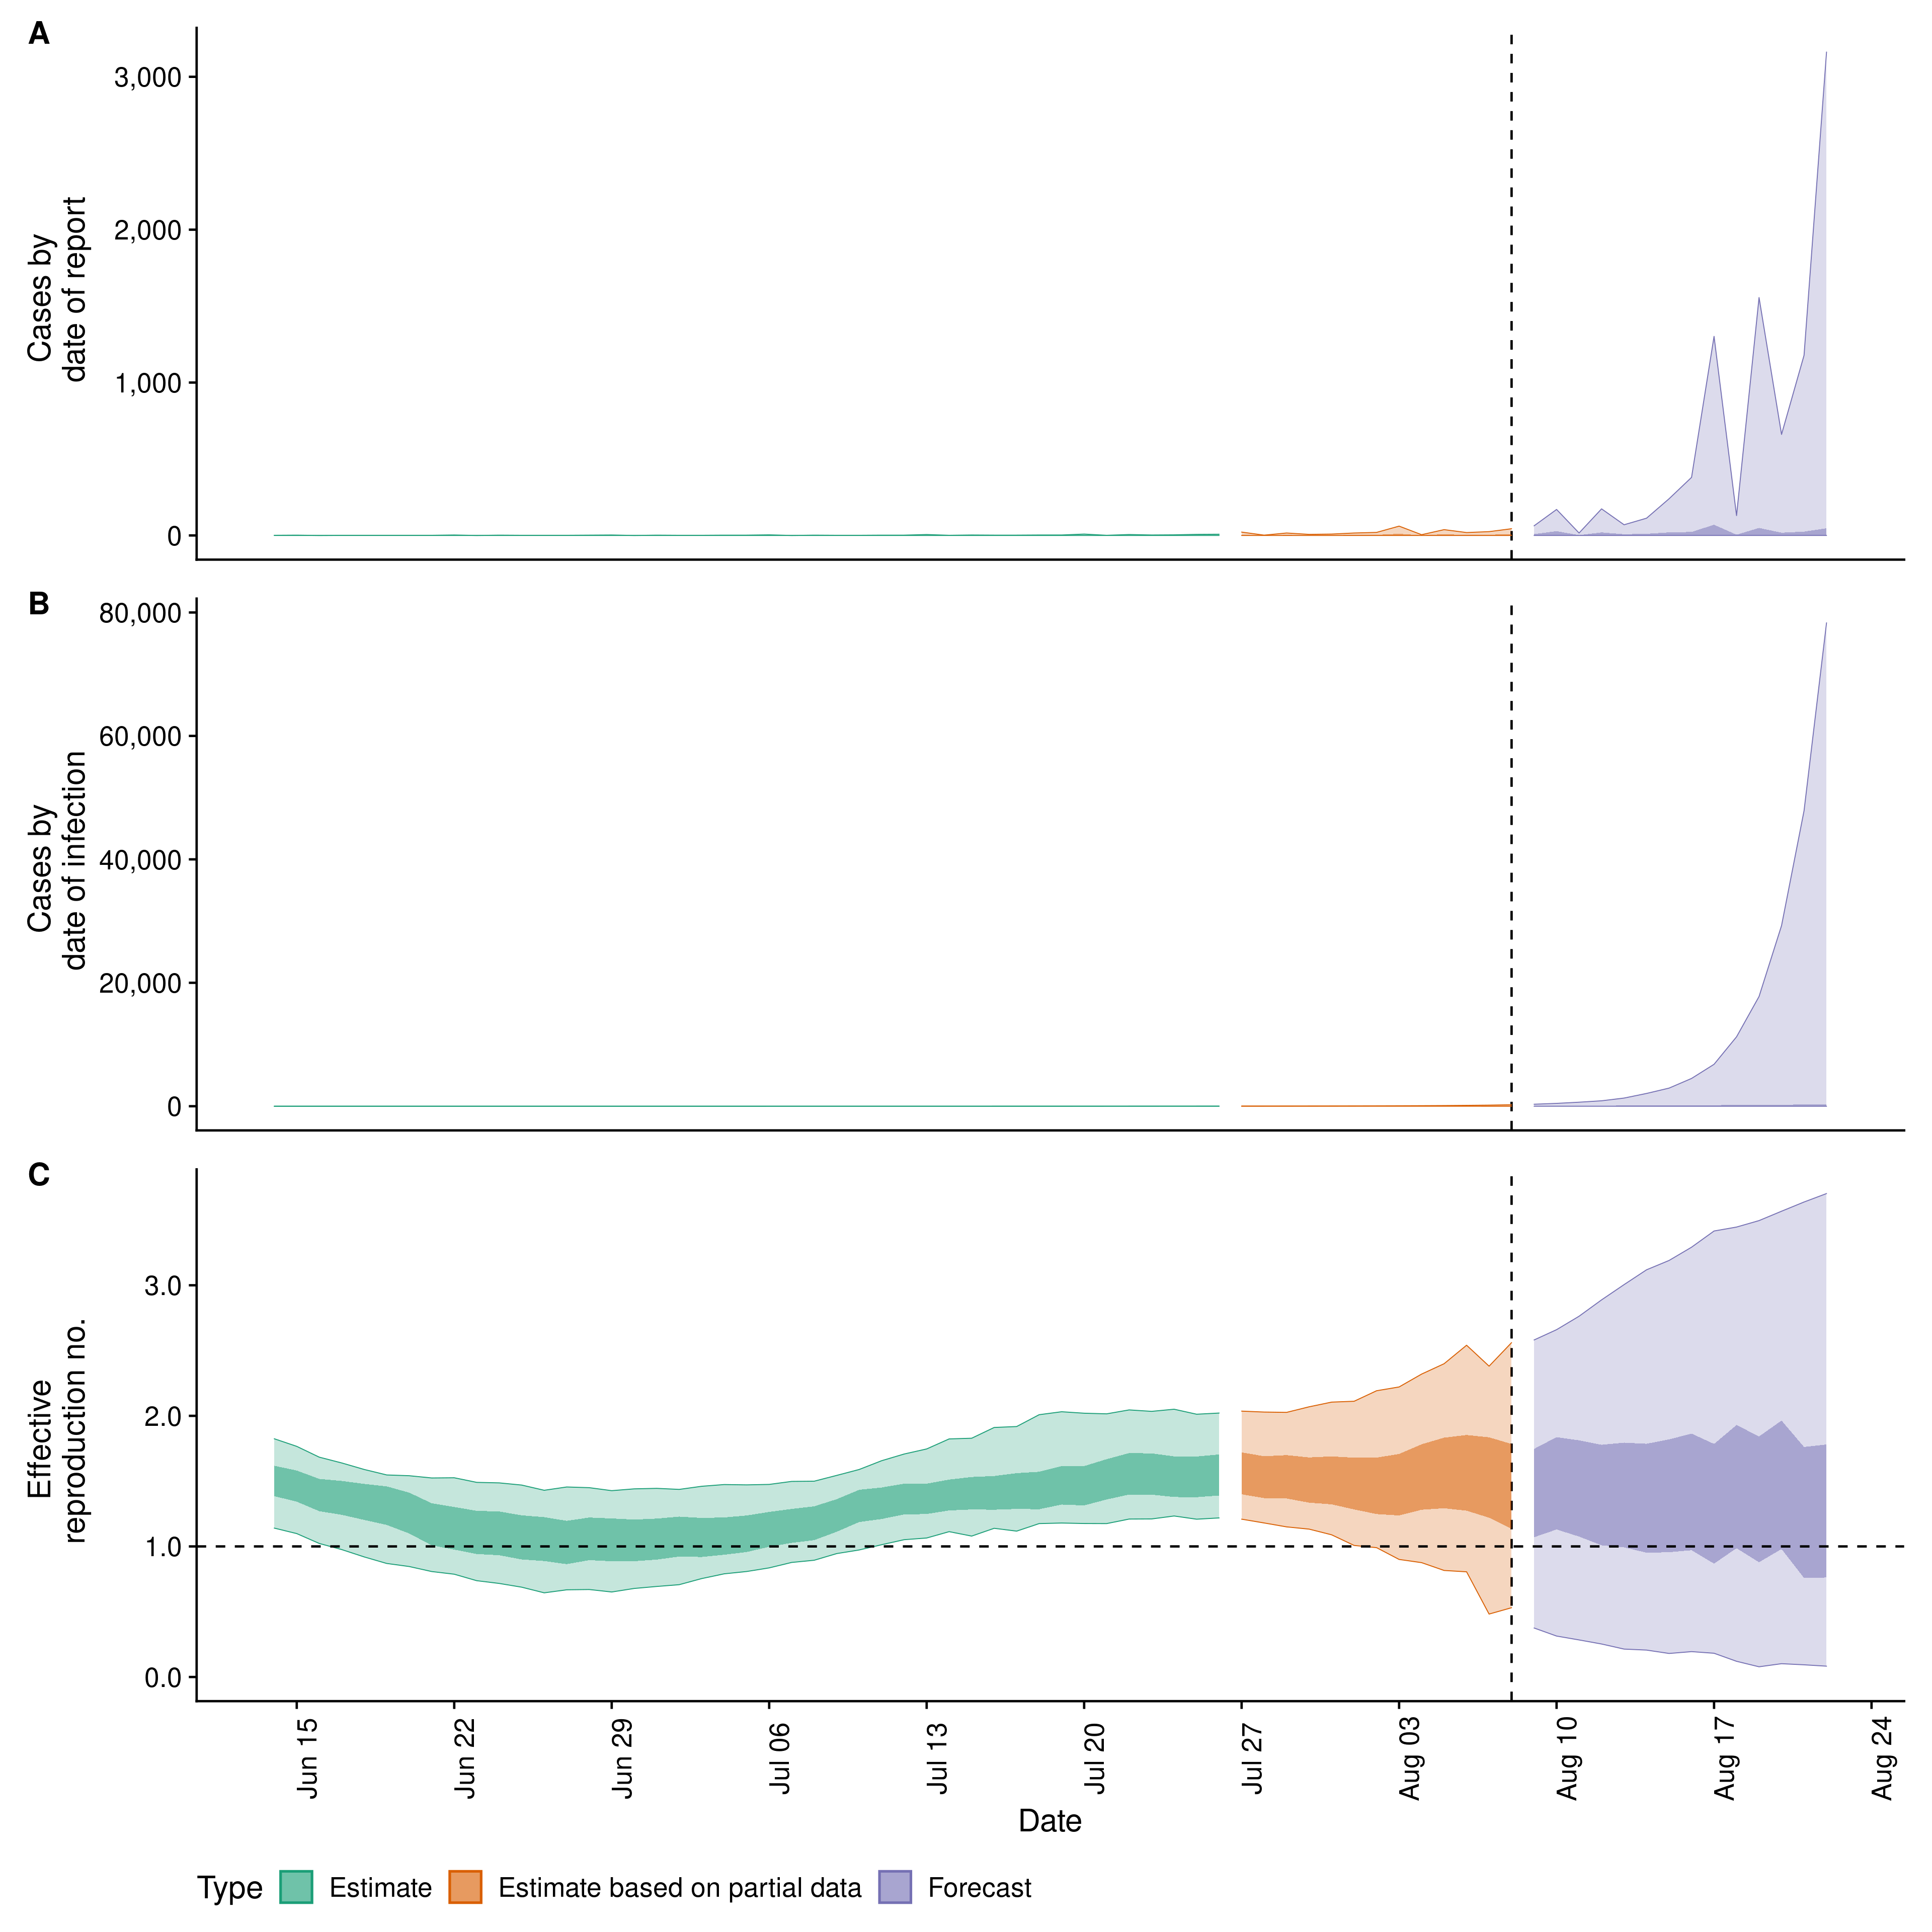 A
Cases by
date of report
3,000
2,000
1,000
0
B
Cases by
date of infection
80,000
60,000
40,000
20,000
0
C
Effective
reproduction no.
3.0
2.0
1.0
0.0
Jun 15
Jun 22
Jun 29
Jul 06
Jul 13
Jul 20
Jul 27
Aug 03
Aug 10
Aug 17
Aug 24
Date
Type Estimate Estimate based on partial data Forecast